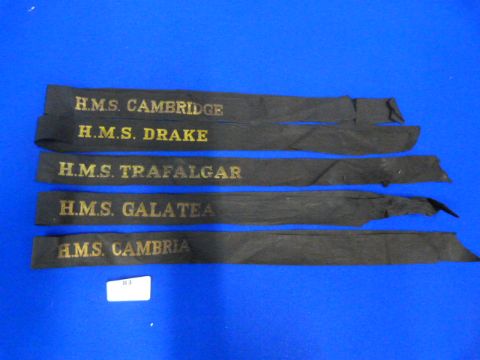 H.M.S. CAMBRIDGE
H.M.S. DRAKE
H.M.S. TRAFALGAR
H.M.S. GALATEA
H.M.S. CAMBRIA